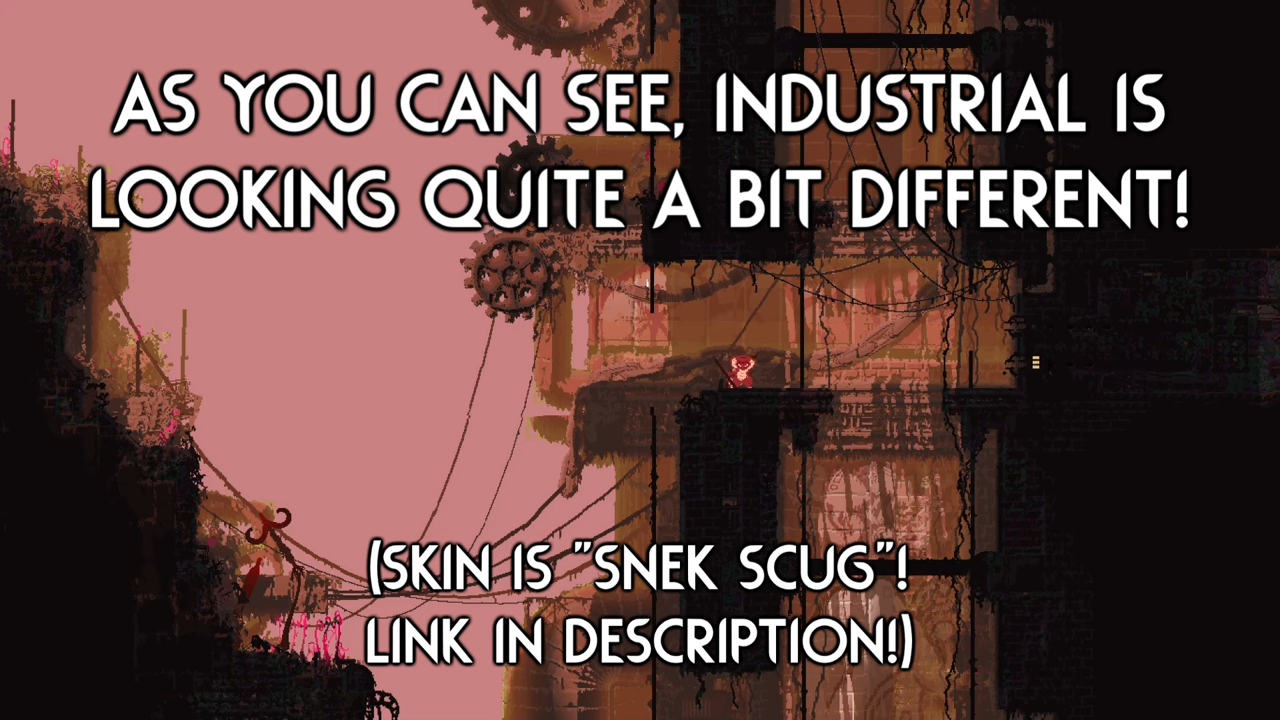 AS YOU CAN SEE, INDUSTRIAL IS
LOOKING QUITE A BIT DIFFERENT!
(SKIN IS "SNEK SCUG"!
LINK IN DESCRIPTION!)